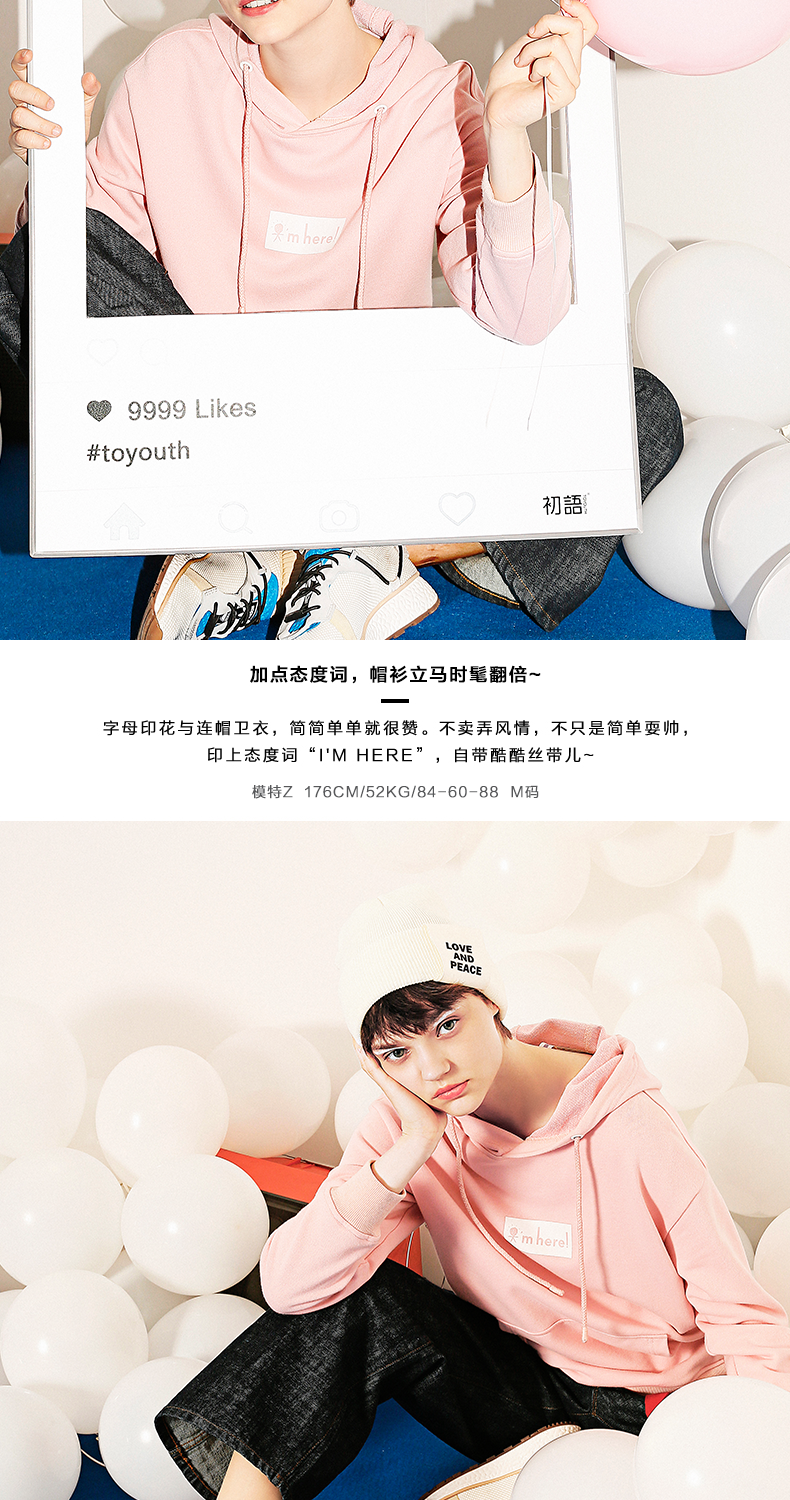 'm here!
9999 Likes
#toyouth
初語
加点态度词，帽衫立马时髦翻倍~
字母印花与连帽卫衣，简简单单就很赞。不卖弄风情，不只是简单耍帅，
印上态度词“I'M HERE”，自带酷酷丝带儿~
模特Z 176CM/52KG/84-60-88 M码
LOVE
AND
PEACE
'm here!